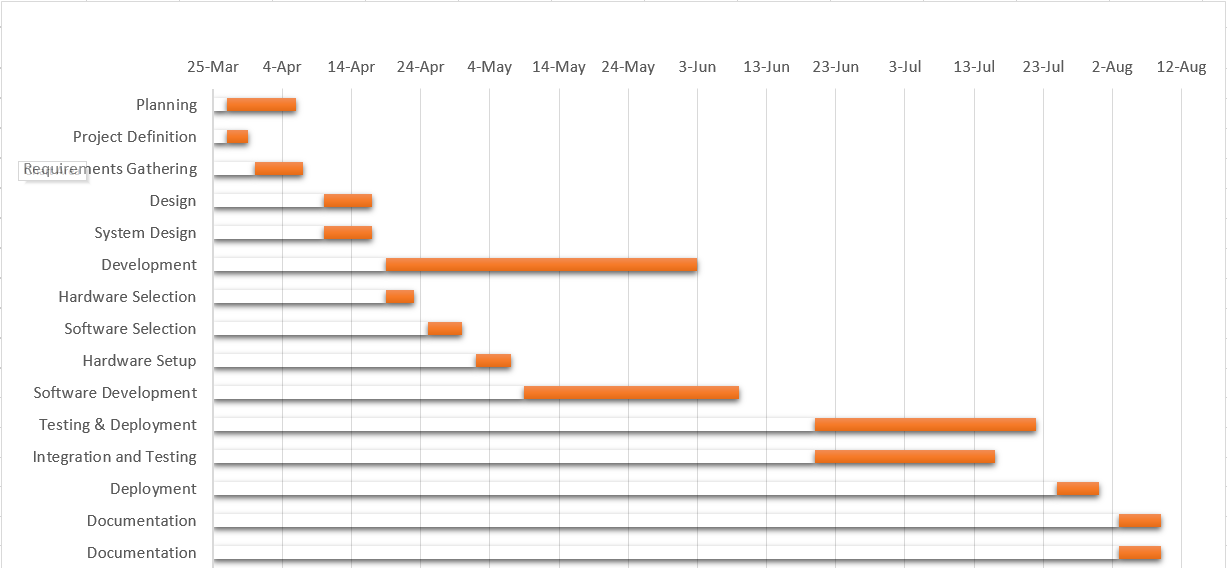 25-Mar 4-Apr 14-Apr 24-Apr 4-May 14-May 24-May 3-Jun 13-Jun 23-Jun 3-Jul 13-Jul 23-Jul 2-Aug 12-Aug
Planning
Project Definition
Requirements Gathering
Design
System Design
Development
Hardware Selection
Software Selection
Hardware Setup
Software Development
Testing & Deployment
Integration and Testing
Deployment
Documentation
Documentation